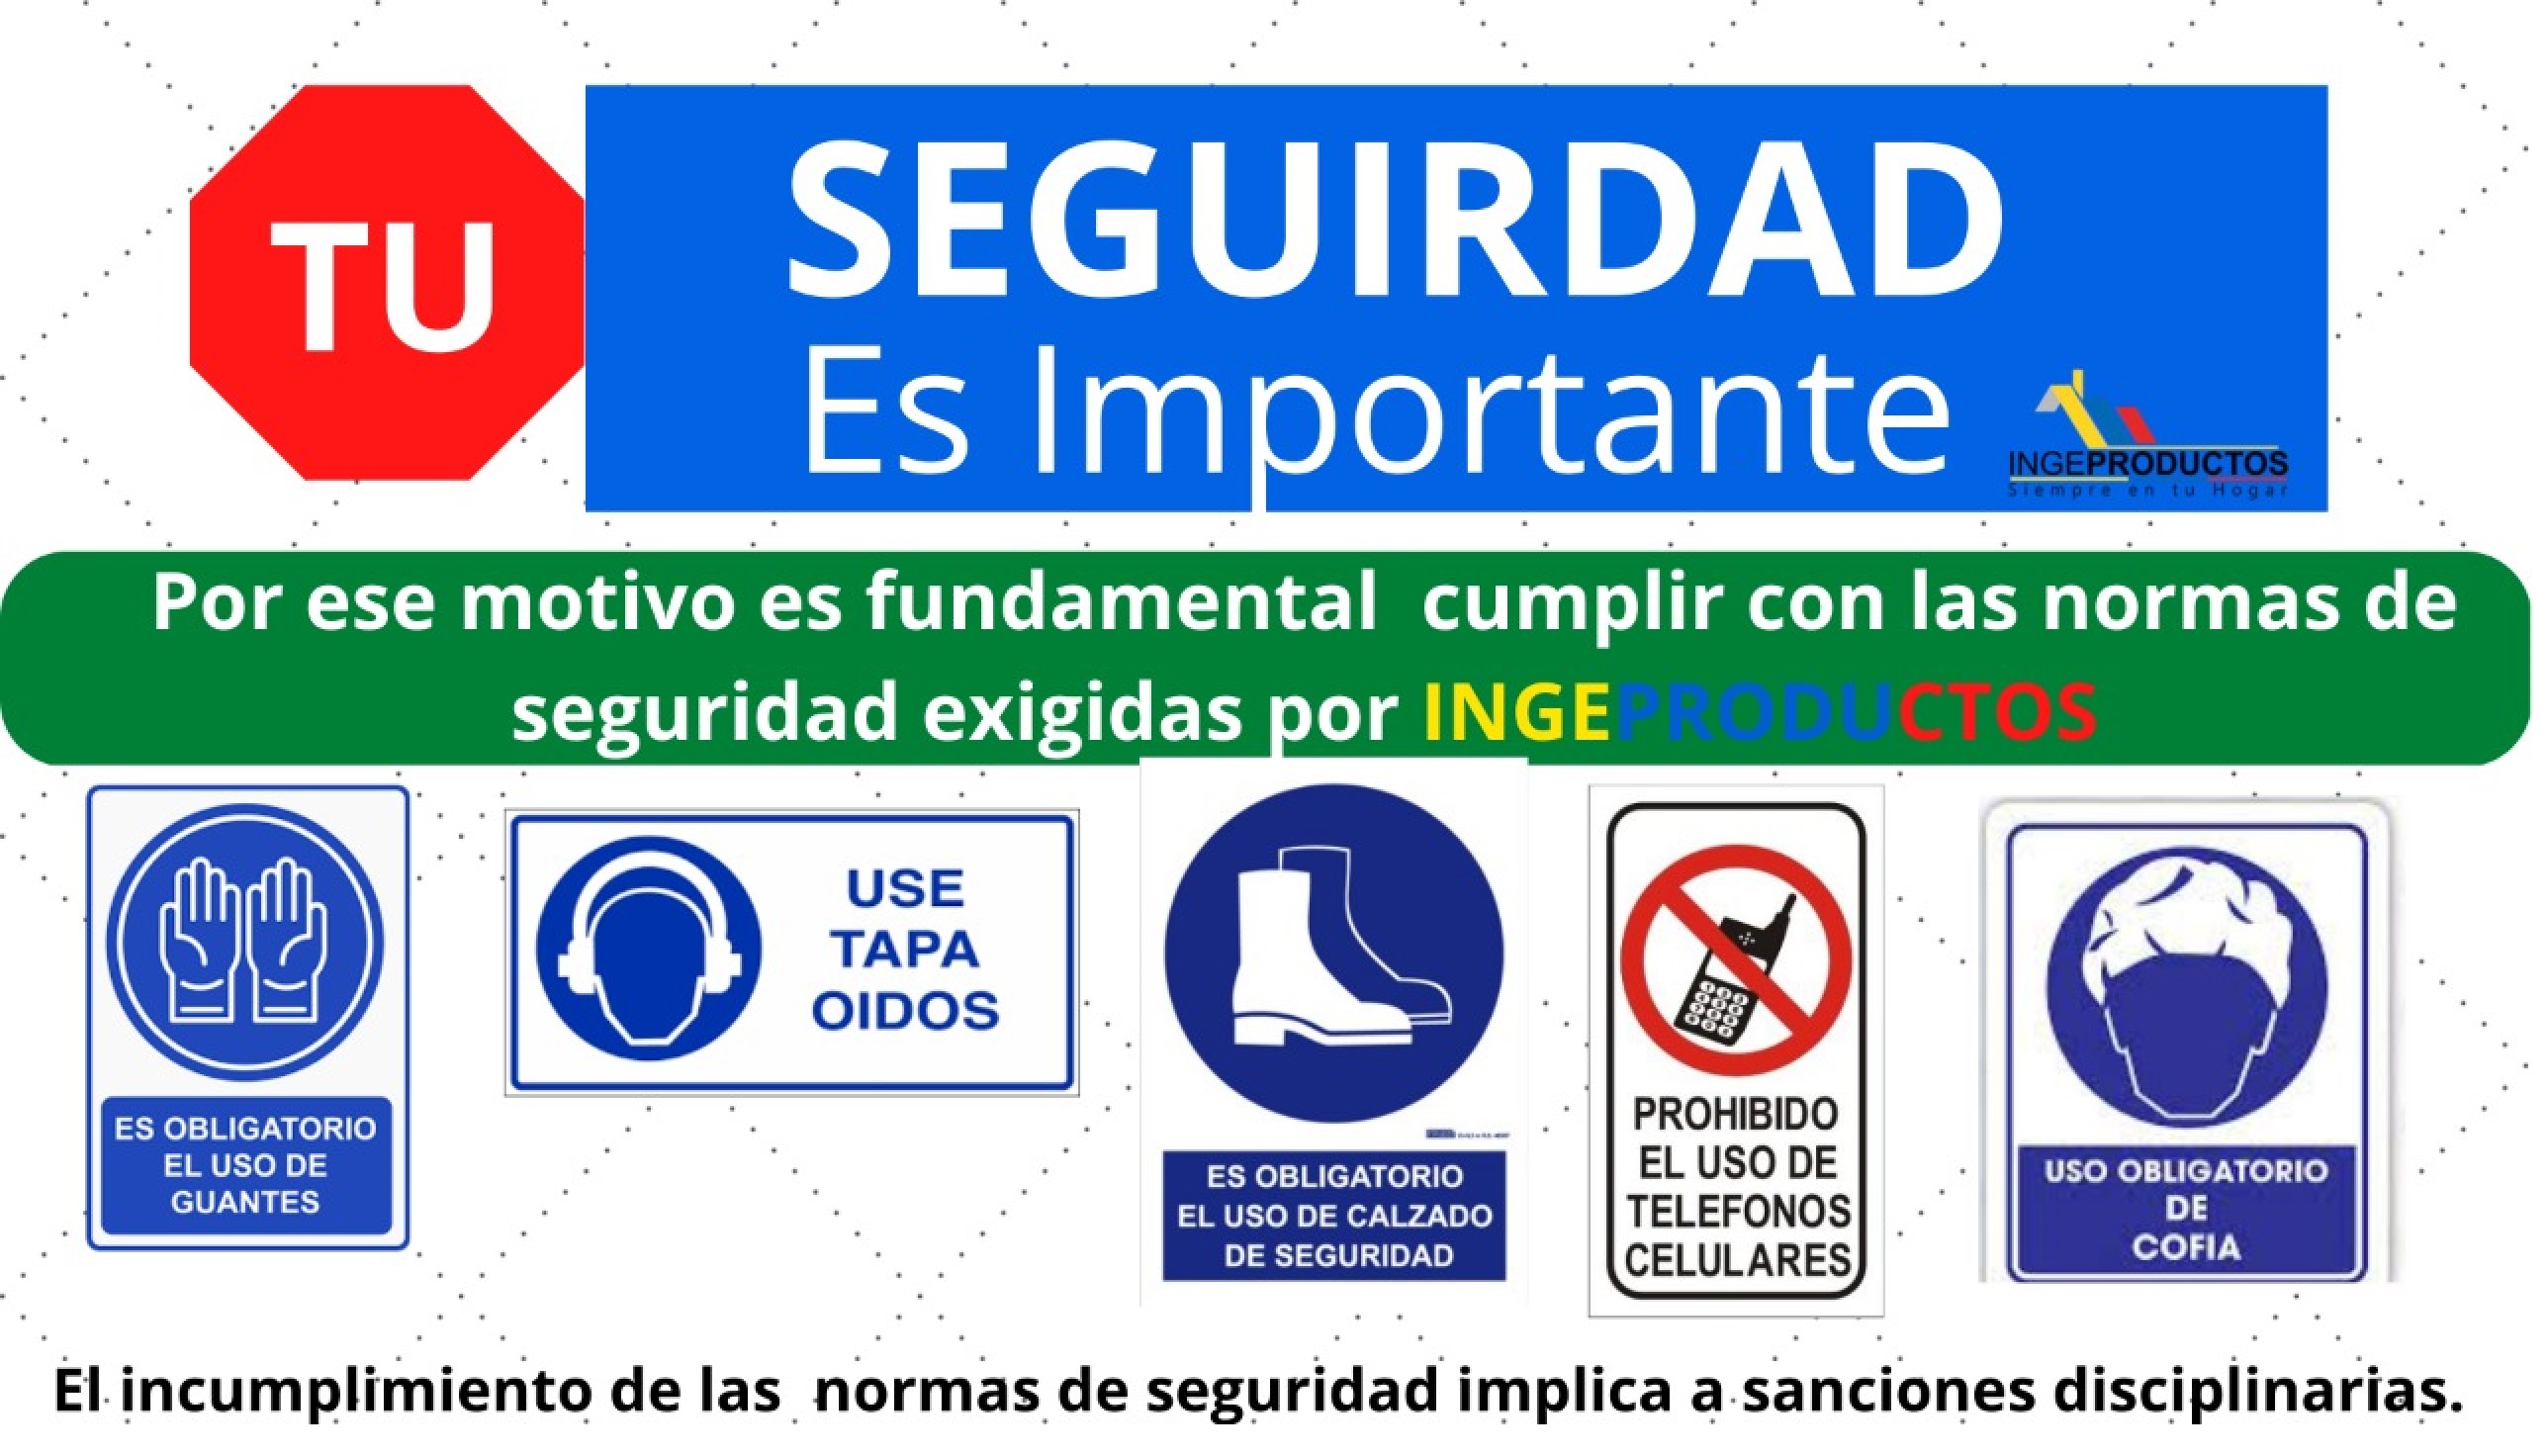 TU
SEGUIRDAD
Es Importante
INGEPRODUCTOS
Siempre en tu Hogar
Por ese motivo es fundamental cumplir con las normas de
seguridad exigidas por INGEPRODUCTOS
ES OBLIGATORIO
EL USO DE
GUANTES
USE
TAPA
OIDOS
ES OBLIGATORIO
EL USO DE CALZADO
DE SEGURIDAD
PROHIBIDO
EL USO DE
TELEFONOS
CELULARES
USO OBLIGATORIO
DE
COFIA
El incumplimiento de las normas de seguridad implica a sanciones disciplinarias.